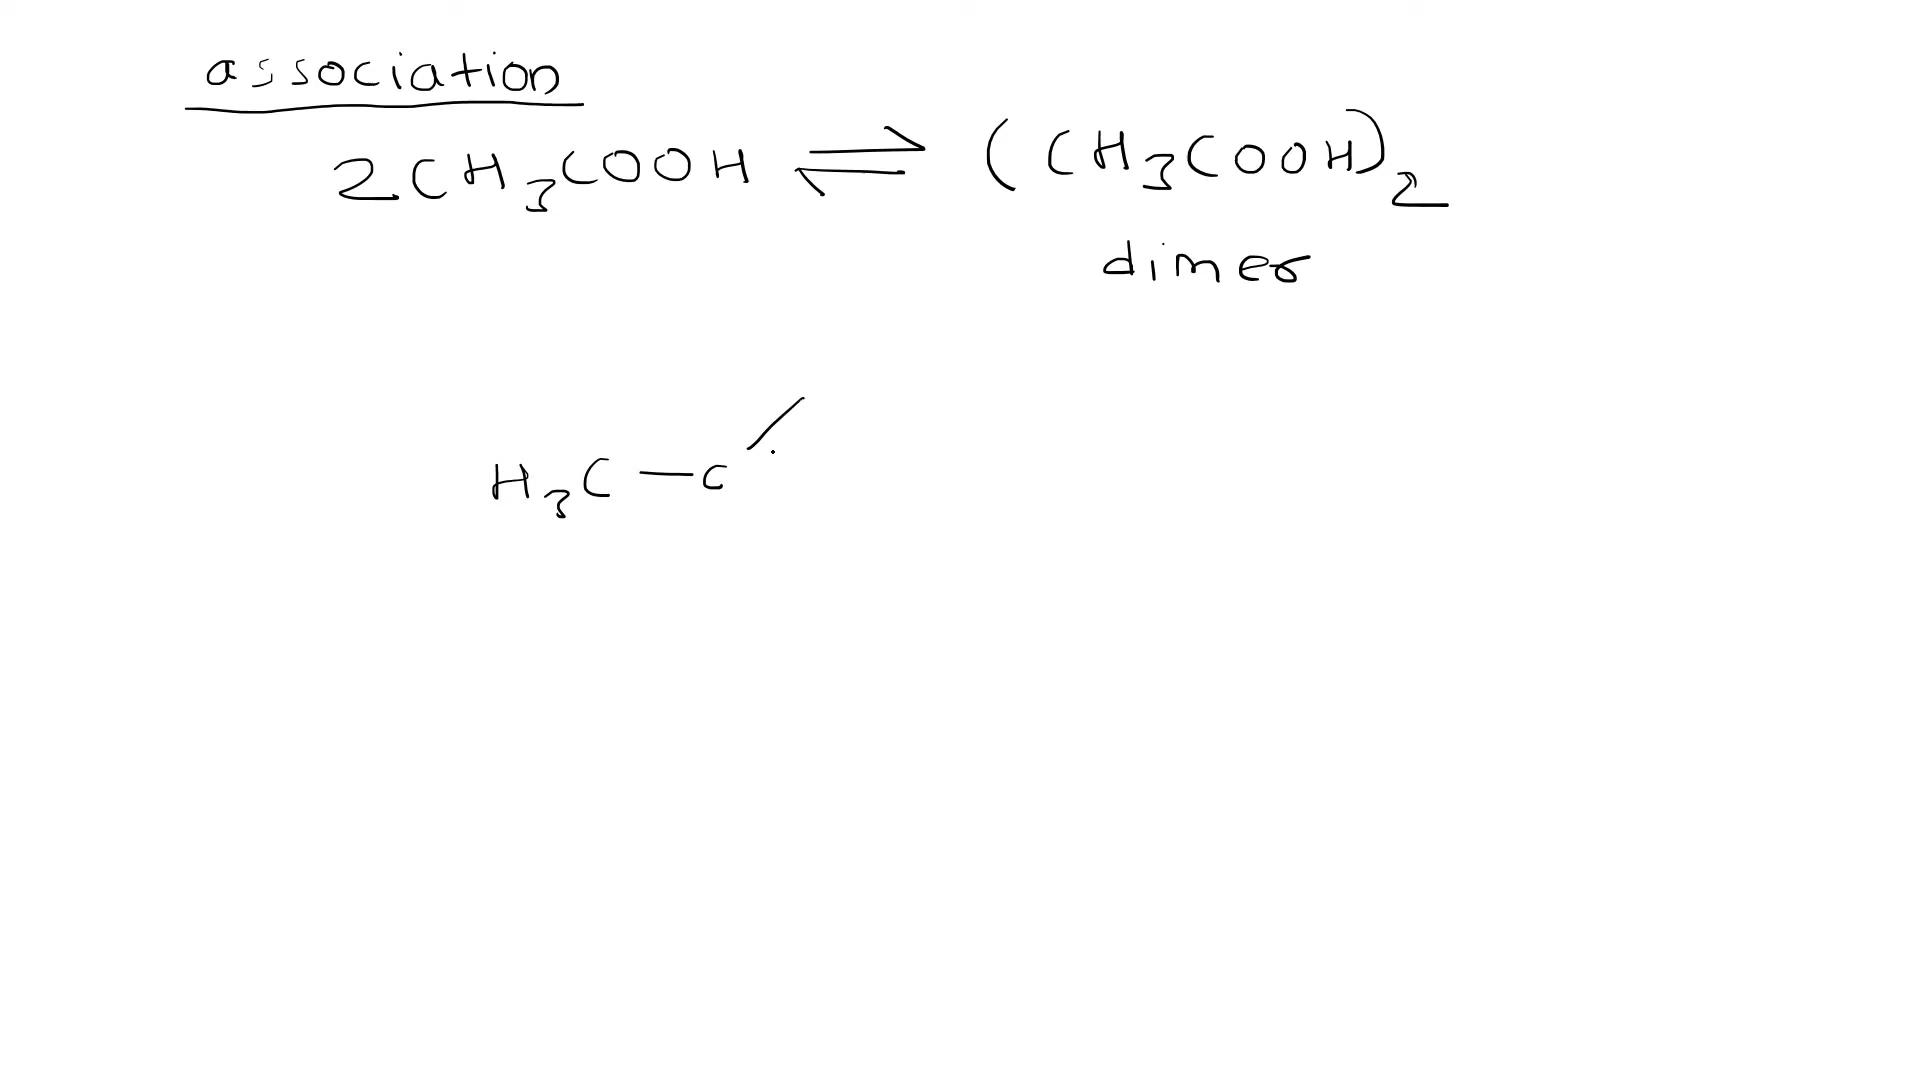 association
2CH₃COOH ⇌ (CH₃COOH)₂
dimer
H₃C—C